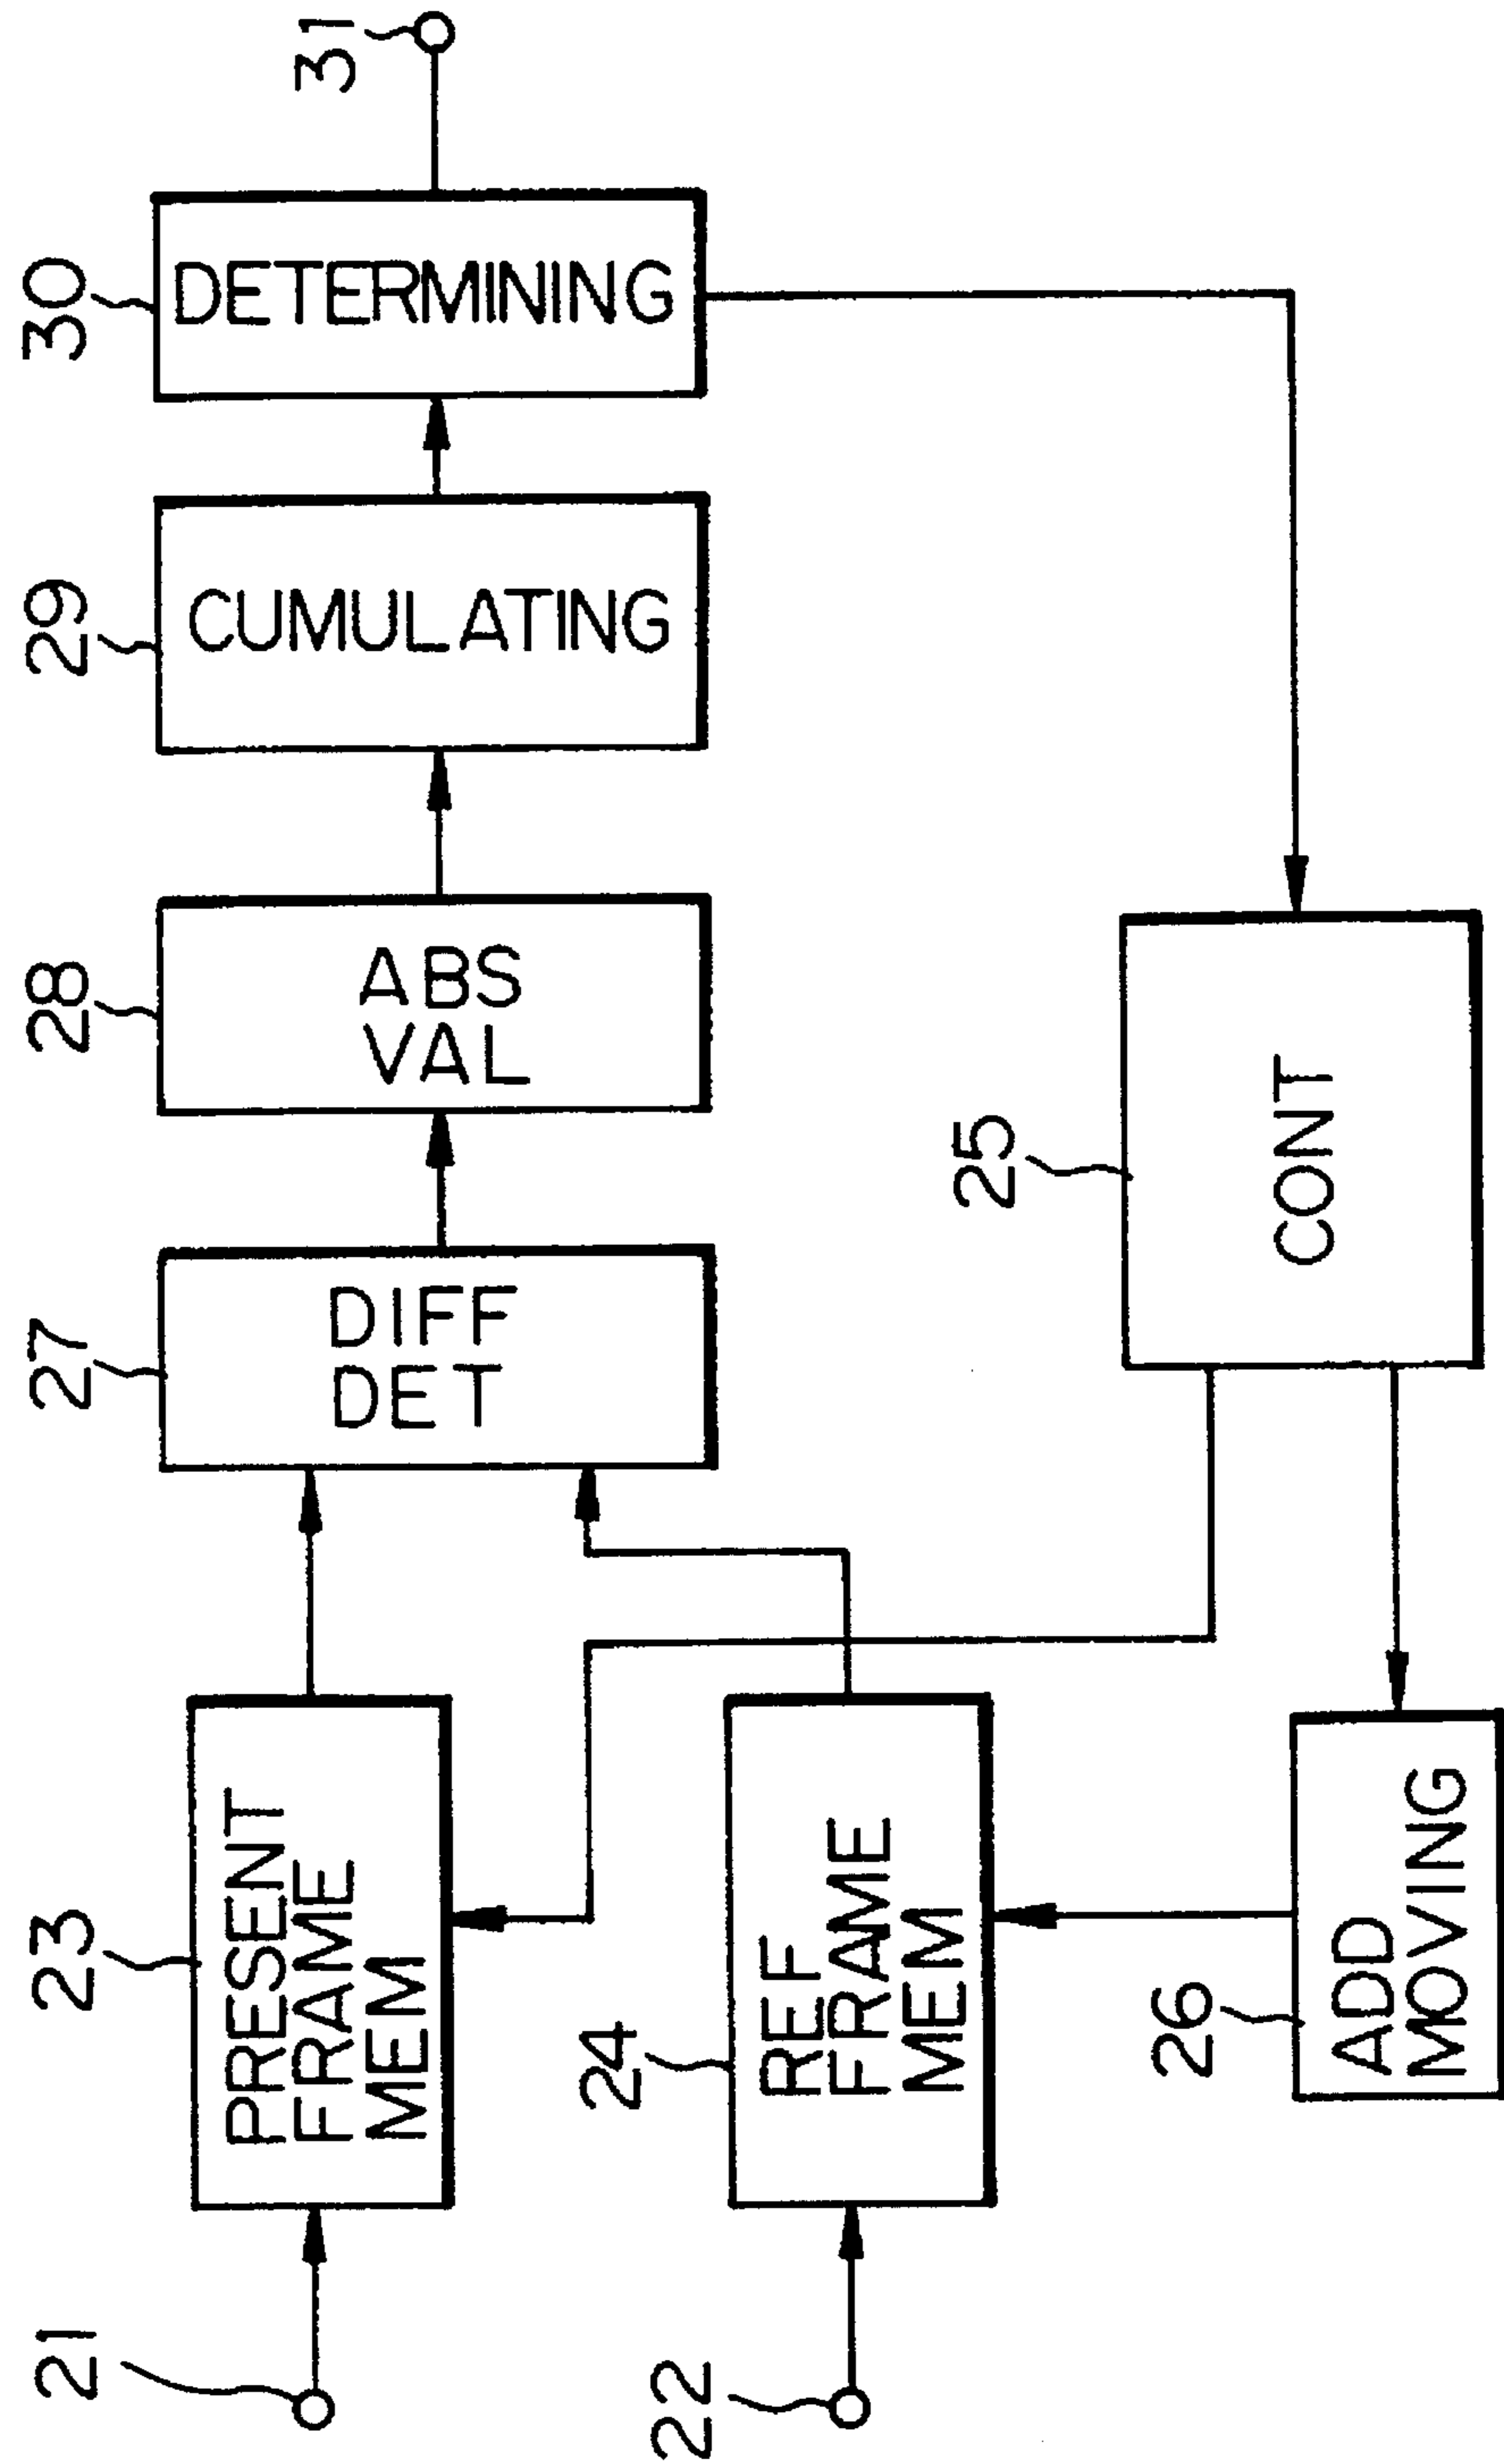 21
23
PRESENT
FRAME
MEM
27
DIFF
DET
28
ABS
VAL
29
CUMULATING
30
DETERMINING
31
22
24
REF
FRAME
MEM
25
CONT
26
ADD
MOVING